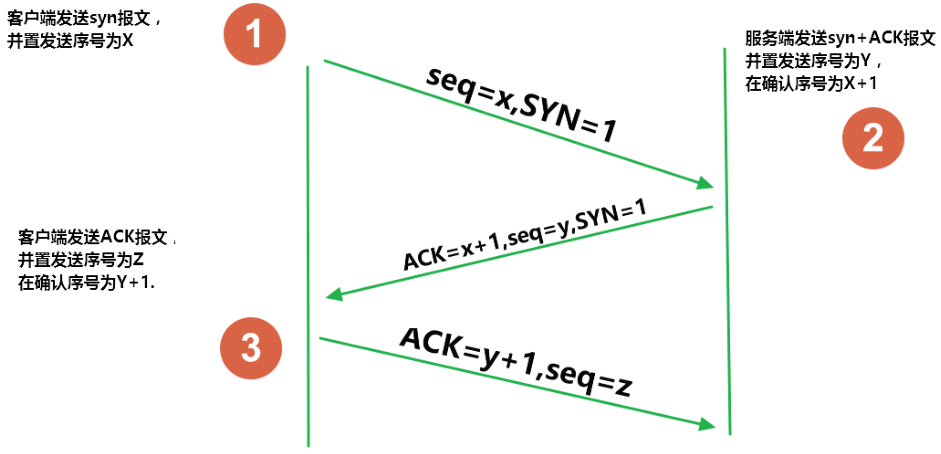 客户端发送syn报文，
并置发送序号为X
1
seq=x,SYN=1
服务端发送syn+ACK报文
并置发送序号为Y，
在确认序号为X+1
2
ACK=x+1,seq=y,SYN=1
客户端发送ACK报文，
并置发送序号为Z
在确认序号为Y+1.
3
ACK=y+1,seq=z